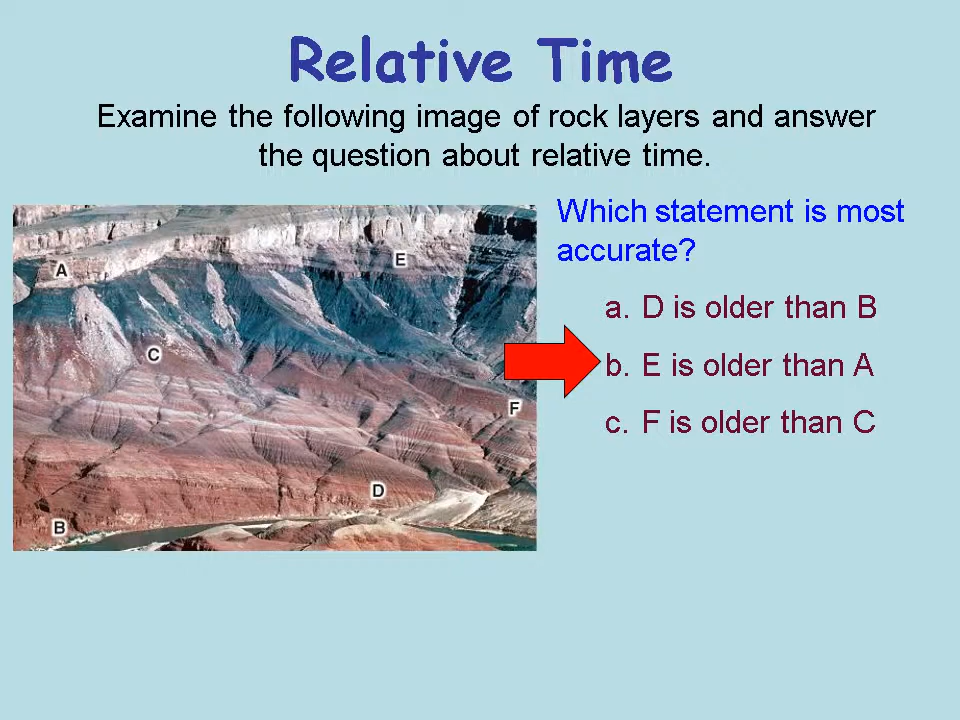 Relative Time
Examine the following image of rock layers and answer
the question about relative time.
Which statement is most
accurate?
a. D is older than B
b. E is older than A
c. F is older than C
A
E
C
F
D
B